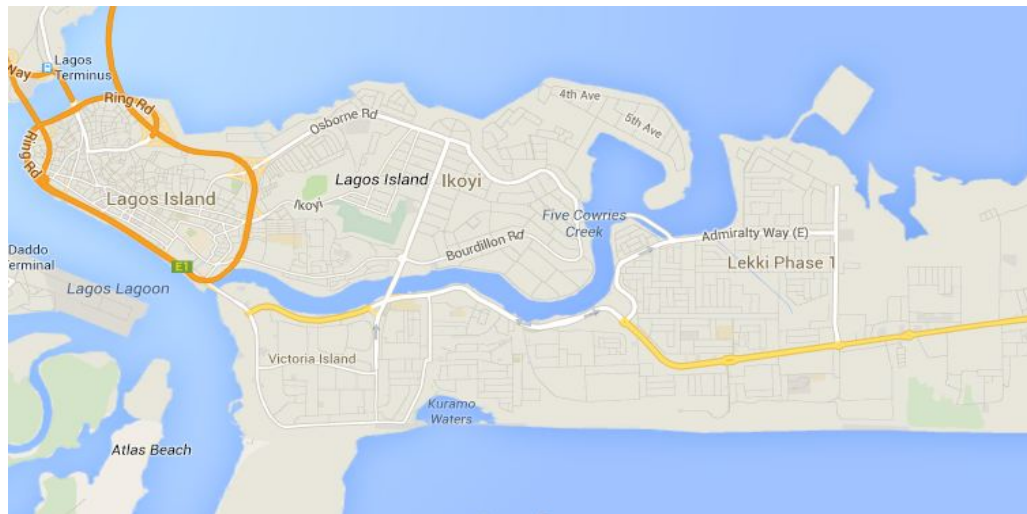 Lagos
Terminus
Way
Ring Rd
Ring Rd
Osborne Rd
4th Ave
5th Ave
Lagos Island
Ikoyi
Lagos Island
Ikoyi
Five Cowries
Creek
Bourdillon Rd
Admiralty Way (E)
Lekki Phase 1
Daddo
erminal
E1
Lagos Lagoon
Victoria Island
Kuramo
Waters
Atlas Beach